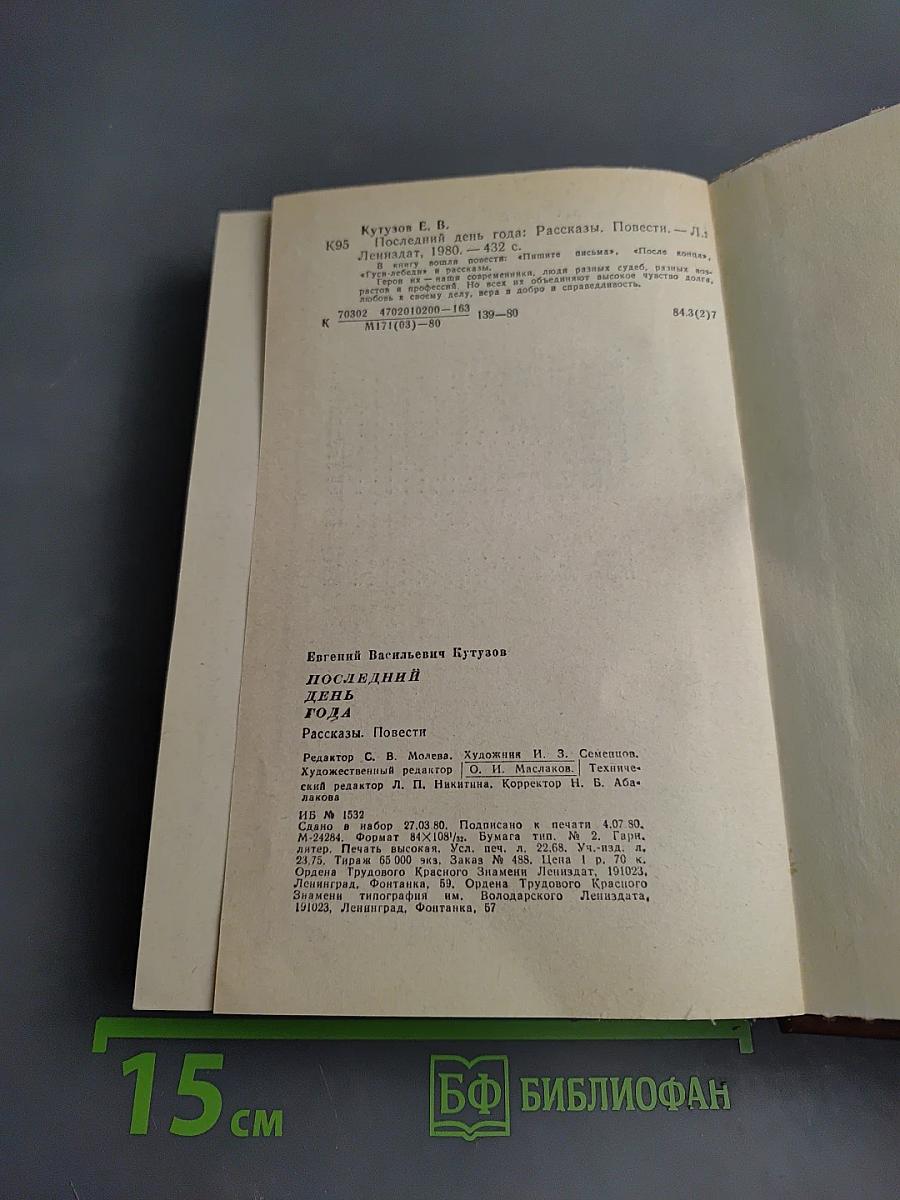 Кутузов Е. В.
К95 Последний день года: Рассказы. Повести. — Л.:
Лениздат, 1980. — 432 с.
В книгу вошли повести: «Пишите письма», «После конца»,
«Гуси-лебеди» и рассказы.
Герои их — наши современники, люди разных судеб, разных воз-
растов и профессий. Но всех их объединяют высокое чувство долга,
любовь к своему делу, вера в добро и справедливость.
К 70302 4702010200—163 139—80 84.3(2)7
М171(03)—80
Евгений Васильевич Кутузов
ПОСЛЕДНИЙ
ДЕНЬ
ГОДА
Рассказы. Повести
Редактор С. В. Молева. Художник И. З. Семенцов.
Художественный редактор О. И. Маслаков. Техниче-
ский редактор Л. П. Никитина. Корректор Н. Б. Аба-
лакова
ИБ № 1532
Сдано в набор 27.03.80. Подписано к печати 4.07.80.
М-24284. Формат 84×108¹/₃₂. Бумага тип. № 2. Гарн.
литер. Печать высокая. Усл. печ. л. 22,68. Уч.-изд. л.
23,75. Тираж 65 000 экз. Заказ № 488. Цена 1 р. 70 к.
Ордена Трудового Красного Знамени Лениздат, 191023,
Ленинград, Фонтанка, 59. Ордена Трудового Красного
Знамени типография им. Володарского Лениздата,
191023, Ленинград, Фонтанка, 57
15 см
БФ БИБЛИОФАН